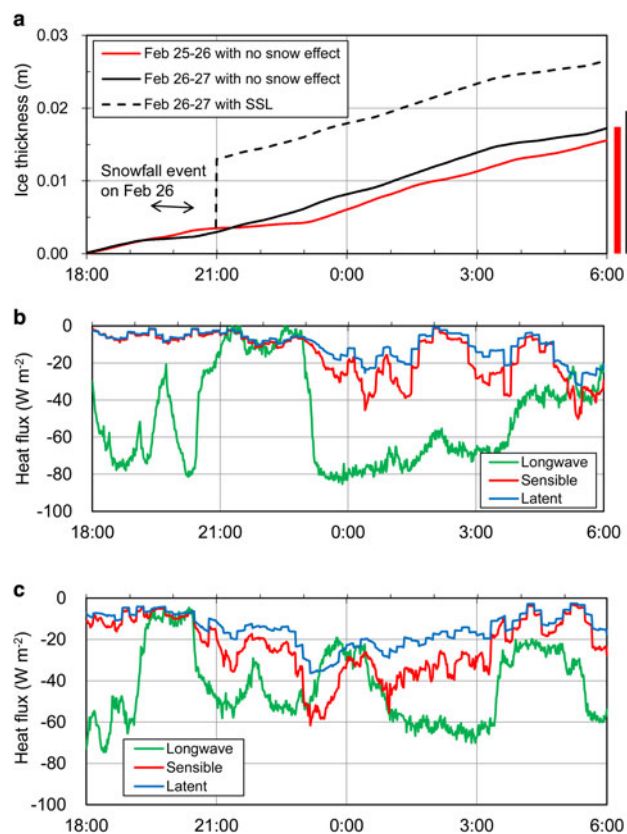 a
0.03
Feb 25-26 with no snow effect
Feb 26-27 with no snow effect
Feb 26-27 with SSL
0.02
Ice thickness (m)
Snowfall event
on Feb 26
0.01
0.00
18:00 21:00 0:00 3:00 6:00
b
0
-20
-40
-60
-80
-100
Heat flux (W m-2)
Longwave
Sensible
Latent
18:00 21:00 0:00 3:00 6:00
c
0
-20
-40
-60
-80
-100
Heat flux (W m-2)
Longwave
Sensible
Latent
18:00 21:00 0:00 3:00 6:00